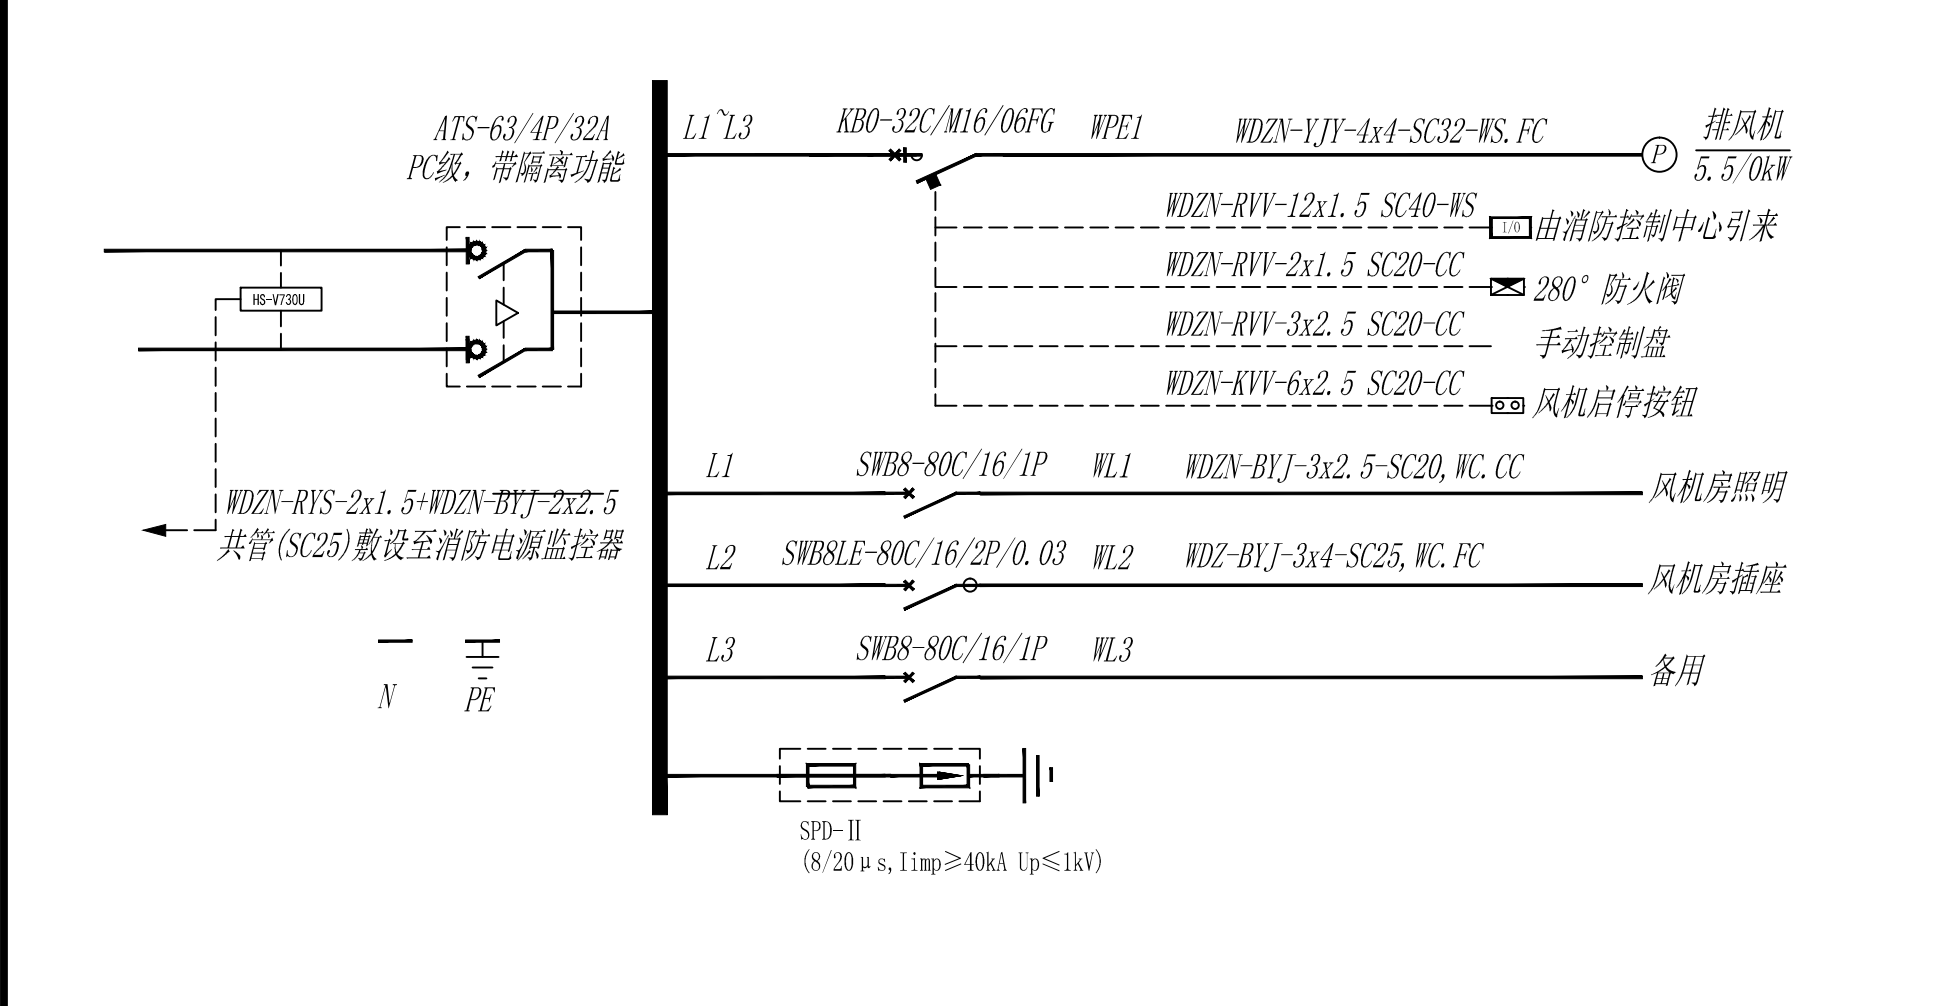 ATS-63/4P/32A
PC级，带隔离功能
HS-V730U
WDZN-RYS-2x1.5+WDZN-BYJ-2x2.5
共管(SC25)敷设至消防电源监控器
N
PE
L1~L3
KB0-32C/M16/06FG
WPE1
WDZN-YJY-4x4-SC32-WS.FC
P
排风机
5.5/0kW
WDZN-RVV-12x1.5 SC40-WS
I/O
由消防控制中心引来
WDZN-RVV-2x1.5 SC20-CC
280°防火阀
WDZN-RVV-3x2.5 SC20-CC
手动控制盘
WDZN-KVV-6x2.5 SC20-CC
风机启停按钮
L1
SWB8-80C/16/1P
WL1
WDZN-BYJ-3x2.5-SC20,WC.CC
风机房照明
L2
SWB8LE-80C/16/2P/0.03
WL2
WDZ-BYJ-3x4-SC25,WC.FC
风机房插座
L3
SWB8-80C/16/1P
WL3
备用
SPD-Ⅱ
(8/20μs,Iimp≥40kA Up≤1kV)